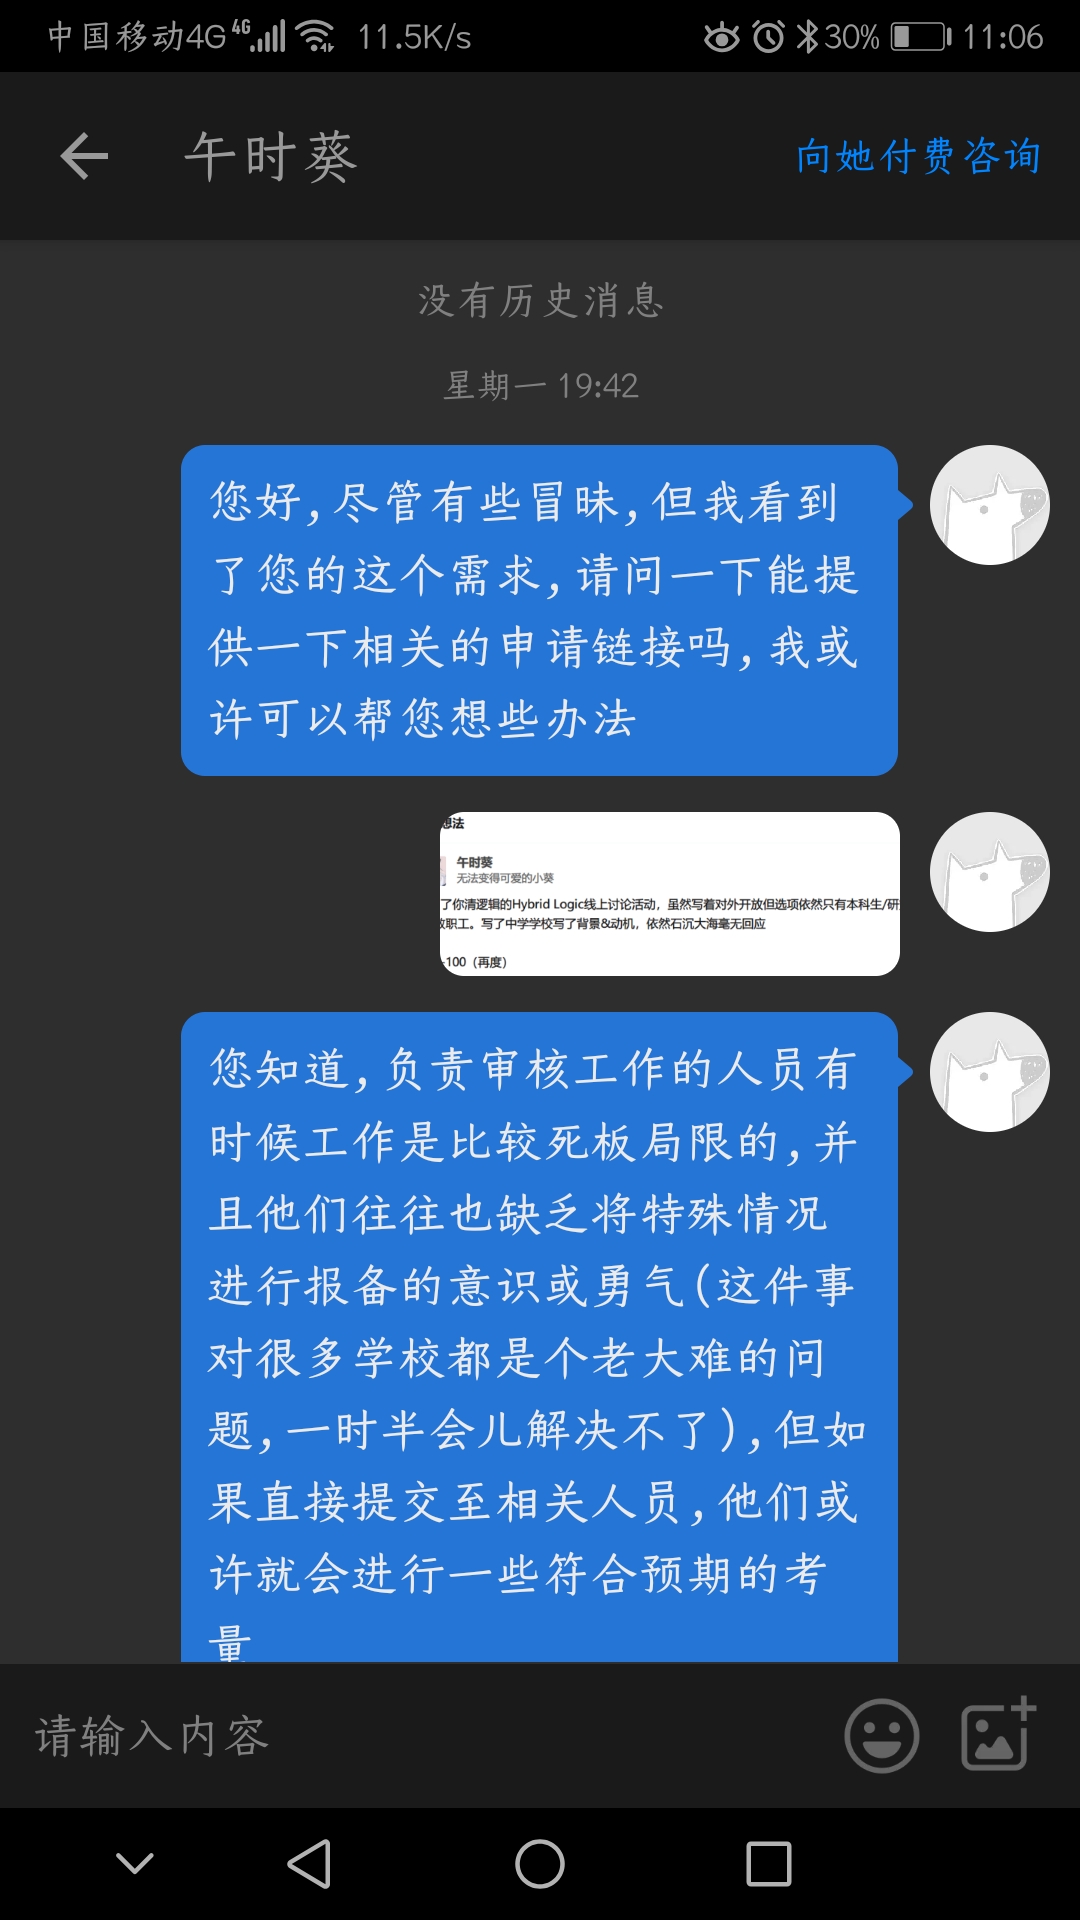 中国移动4G 4G 11.5K/s 30% 11:06
午时葵 向她付费咨询
没有历史消息
星期一 19:42
您好,尽管有些冒昧,但我看到
了您的这个需求,请问一下能提
供一下相关的申请链接吗,我或
许可以帮您想些办法
想法
午时葵
无法变得可爱的小葵
了你清逻辑的Hybrid Logic线上讨论活动，虽然写着对外开放但选项依然只有本科生/研
教职工。写了中学学校写了背景&动机，依然石沉大海毫无回应
-100（再度）
您知道,负责审核工作的人员有
时候工作是比较死板局限的,并
且他们往往也缺乏将特殊情况
进行报备的意识或勇气(这件事
对很多学校都是个老大难的问
题,一时半会儿解决不了),但如
果直接提交至相关人员,他们或
许就会进行一些符合预期的考
量
请输入内容